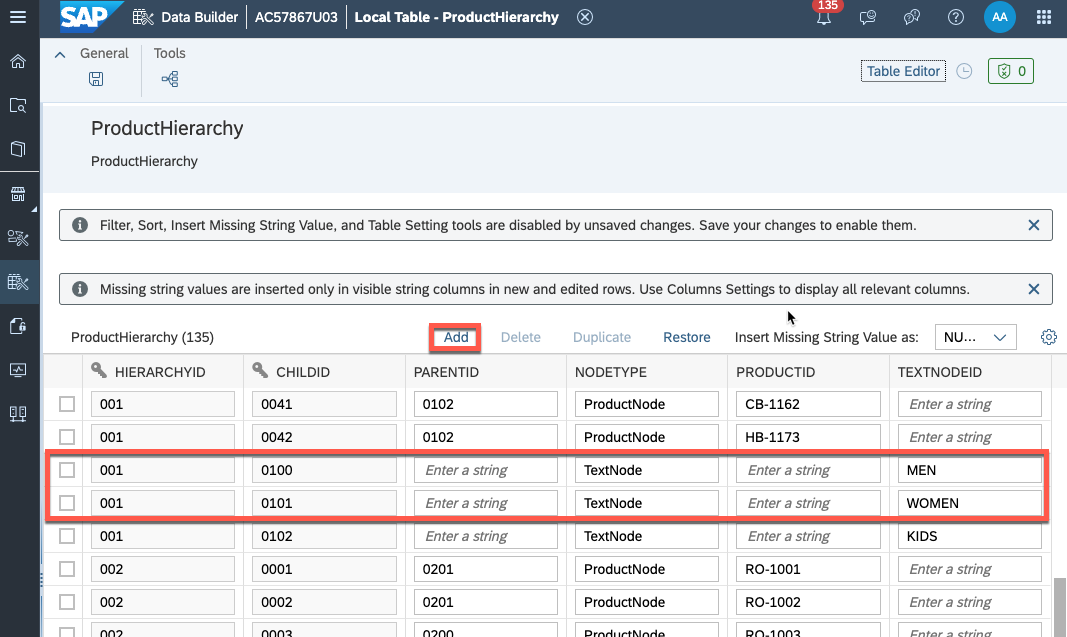 SAP Data Builder AC57867U03 Local Table - ProductHierarchy 135 AA
General Tools
Table Editor 0
ProductHierarchy
ProductHierarchy
Filter, Sort, Insert Missing String Value, and Table Setting tools are disabled by unsaved changes. Save your changes to enable them.
Missing string values are inserted only in visible string columns in new and edited rows. Use Columns Settings to display all relevant columns.
ProductHierarchy (135) Add Delete Duplicate Restore Insert Missing String Value as: NU...
HIERARCHYID CHILDID PARENTID NODETYPE PRODUCTID TEXTNODEID
001 0041 0102 ProductNode CB-1162 Enter a string
001 0042 0102 ProductNode HB-1173 Enter a string
001 0100 Enter a string TextNode Enter a string MEN
001 0101 Enter a string TextNode Enter a string WOMEN
001 0102 Enter a string TextNode Enter a string KIDS
002 0001 0201 ProductNode RO-1001 Enter a string
002 0002 0201 ProductNode RO-1002 Enter a string
002 0003 0200 ProductNode RO-1003 Enter a string